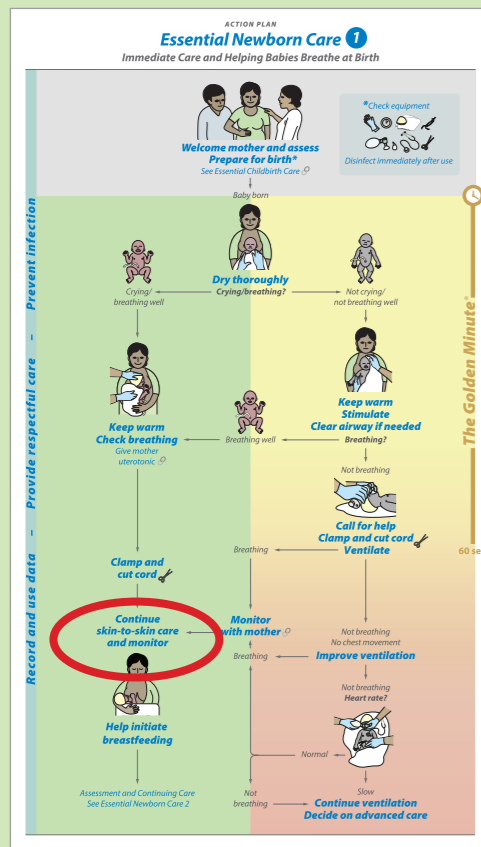 ACTION PLAN
Essential Newborn Care 1
Immediate Care and Helping Babies Breathe at Birth
*Check equipment
Disinfect immediately after use
Welcome mother and assess
Prepare for birth*
See Essential Childbirth Care
Baby born
Dry thoroughly
Crying/breathing?
Crying/
breathing well
Not crying/
not breathing well
Keep warm
Check breathing
Give mother
uterotonic
Breathing well
Keep warm
Stimulate
Clear airway if needed
Breathing?
Not breathing
Call for help
Clamp and cut cord
Ventilate
Breathing
Clamp and
cut cord
Continue
skin-to-skin care
and monitor
Monitor
with mother
Not breathing
No chest movement
Breathing
Improve ventilation
Not breathing
Heart rate?
Help initiate
breastfeeding
Normal
Assessment and Continuing Care
See Essential Newborn Care 2
Not
breathing
Slow
Continue ventilation
Decide on advanced care
Record and use data – Provide respectful care – Prevent infection
The Golden Minute®
60 se